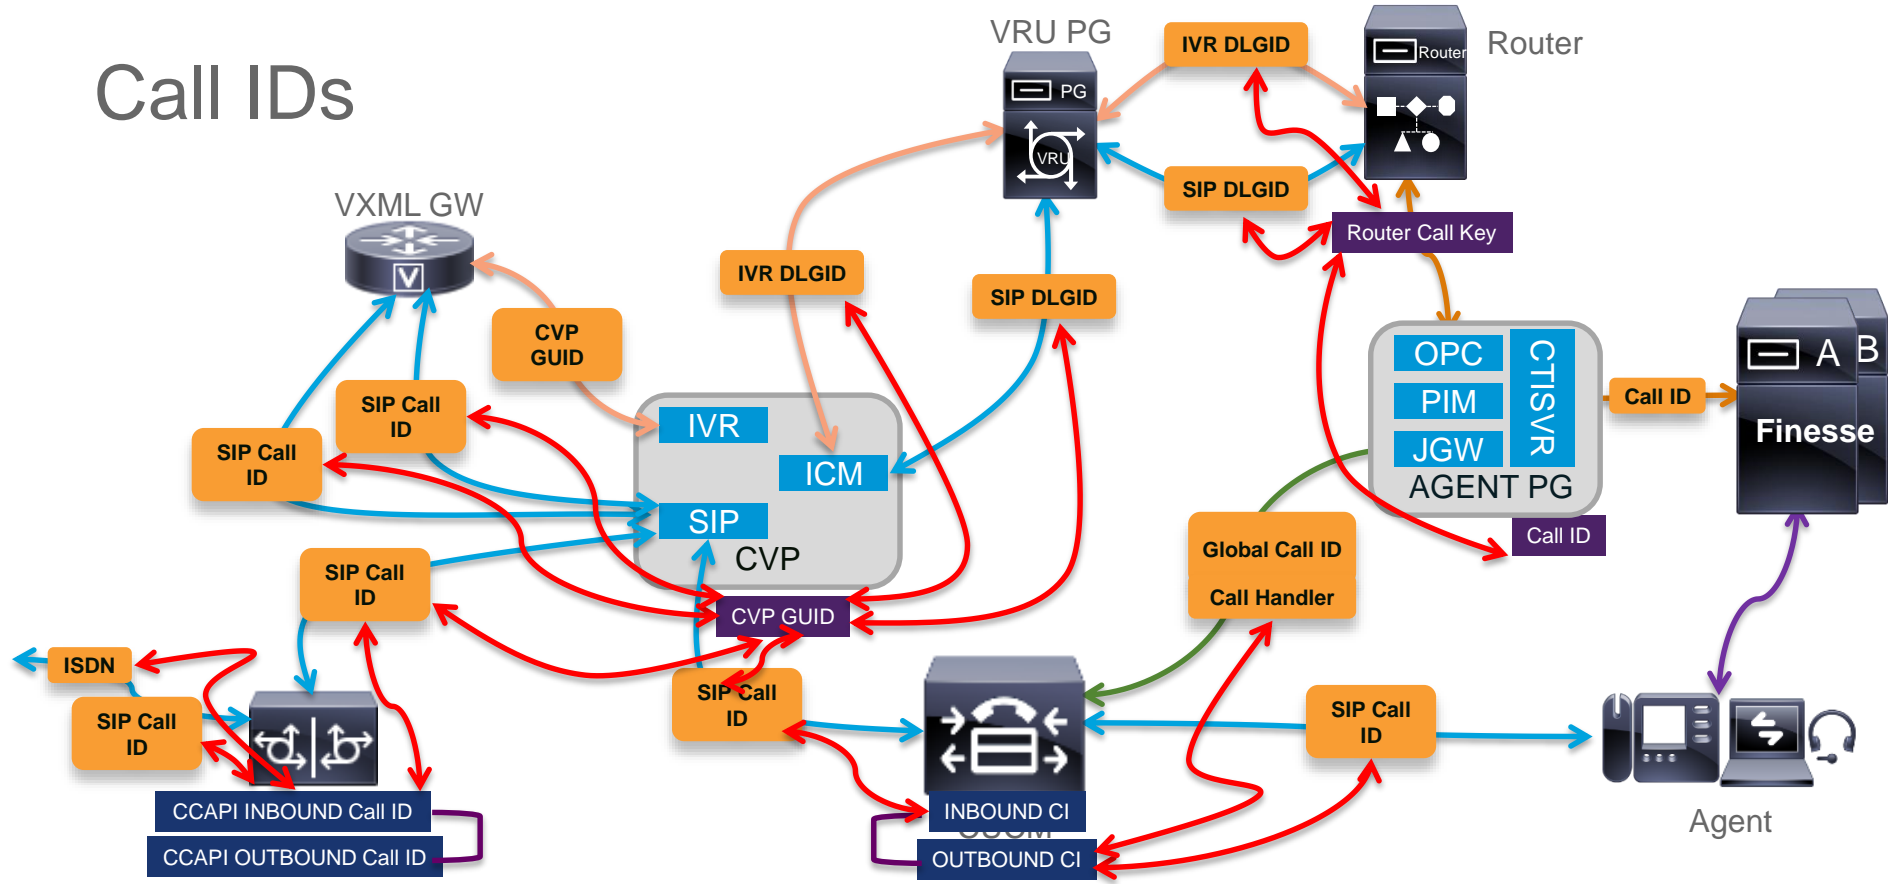 Call IDs
VRU PG
IVR DLGID
Router
Router
PG
VRU
SIP DLGID
VXML GW
V
Router Call Key
IVR DLGID
SIP DLGID
CVP
GUID
OPC
PIM
JGW
CTISVR
AGENT PG
Call ID
A
B
Finesse
SIP Call
ID
SIP Call
ID
IVR
ICM
SIP
CVP
Call ID
Global Call ID
Call Handler
SIP Call
ID
CVP GUID
ISDN
SIP Call
ID
SIP Call
ID
SIP Call
ID
CCAPI INBOUND Call ID
CCAPI OUTBOUND Call ID
INBOUND CI
CUCM
OUTBOUND CI
Agent